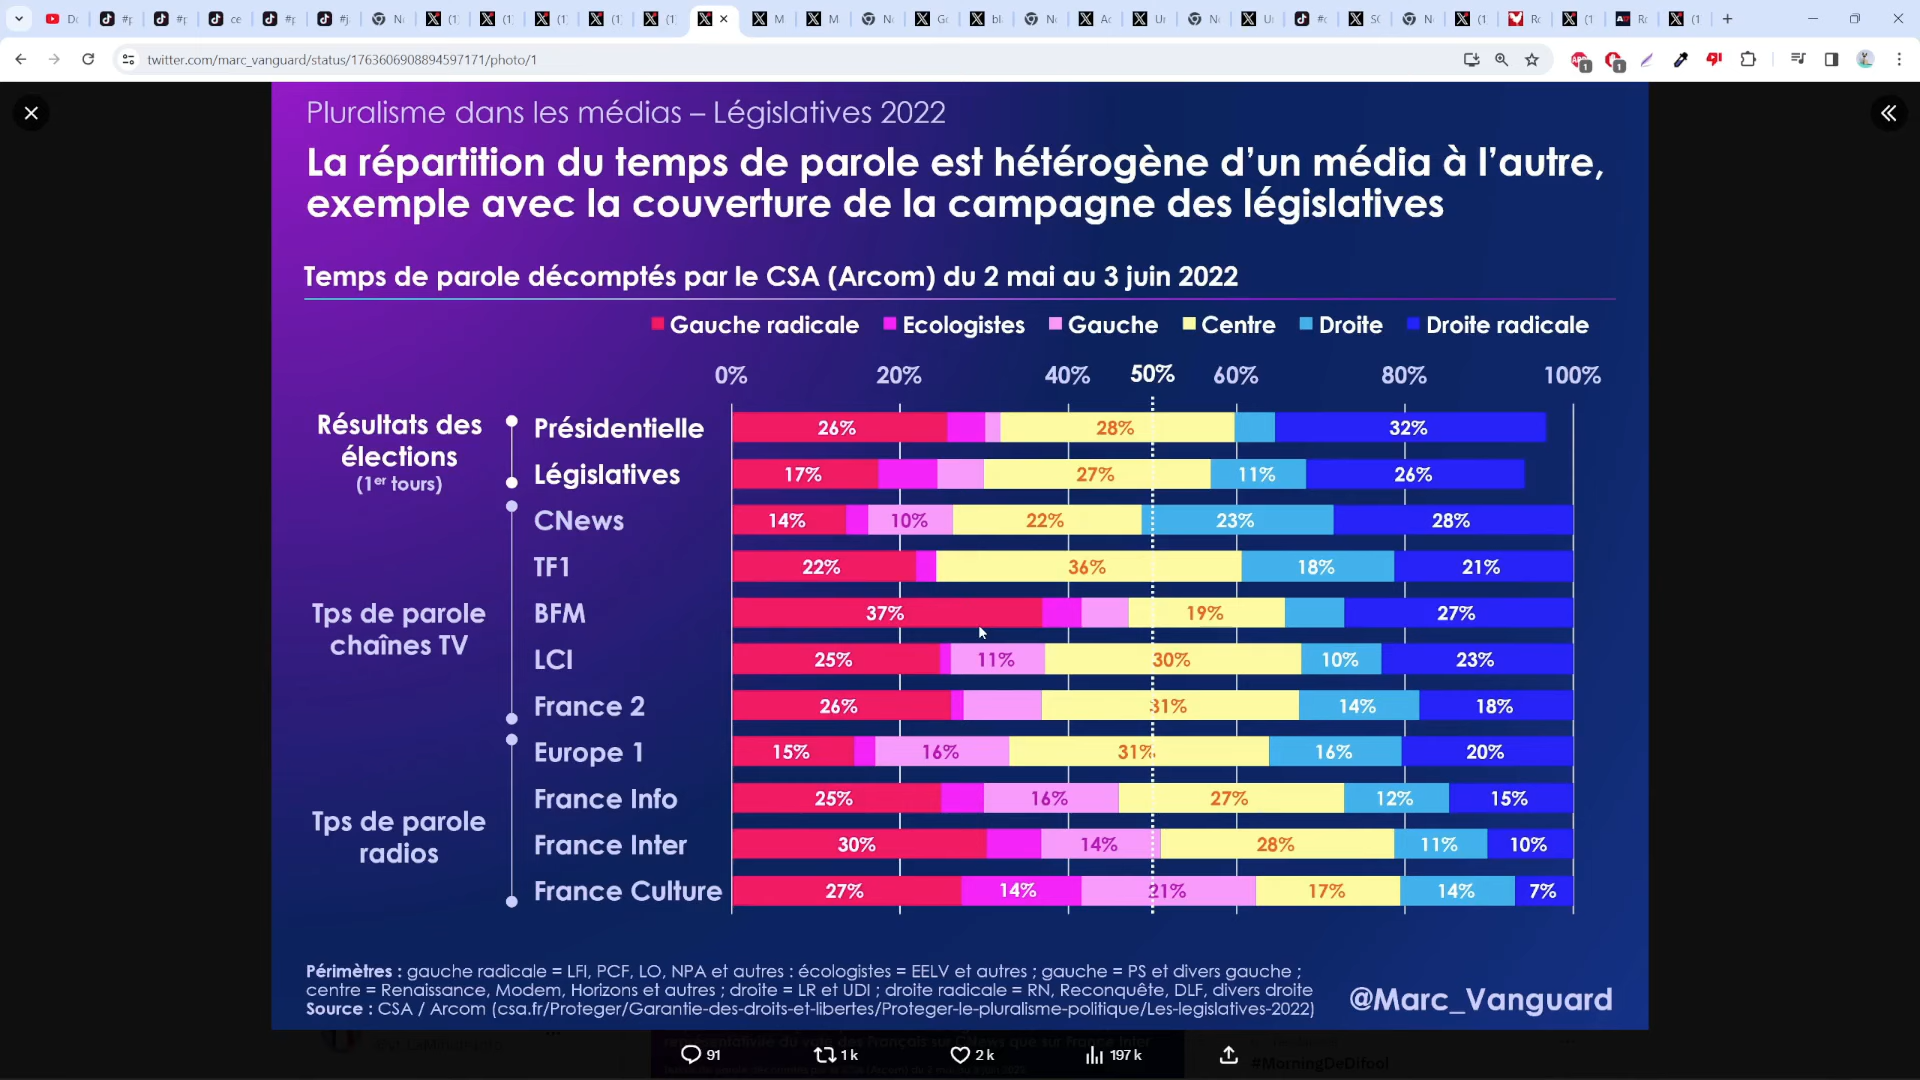 twitter.com/marc_vanguard/status/1763606908894597171/photo/1
Pluralisme dans les médias – Législatives 2022
La répartition du temps de parole est hétérogène d’un média à l’autre,
exemple avec la couverture de la campagne des législatives
Temps de parole décomptés par le CSA (Arcom) du 2 mai au 3 juin 2022
Gauche radicale Ecologistes Gauche Centre Droite Droite radicale
0% 20% 40% 50% 60% 80% 100%
Résultats des
élections
(1er tours)
Présidentielle 26% 28% 32%
Législatives 17% 27% 11% 26%
Tps de parole
chaînes TV
CNews 14% 10% 22% 23% 28%
TF1 22% 36% 18% 21%
BFM 37% 19% 27%
LCI 25% 11% 30% 10% 23%
France 2 26% 31% 14% 18%
Tps de parole
radios
Europe 1 15% 16% 31% 16% 20%
France Info 25% 16% 27% 12% 15%
France Inter 30% 14% 28% 11% 10%
France Culture 27% 14% 21% 17% 14% 7%
Périmètres : gauche radicale = LFI, PCF, LO, NPA et autres : écologistes = EELV et autres ; gauche = PS et divers gauche ;
centre = Renaissance, Modem, Horizons et autres ; droite = LR et UDI ; droite radicale = RN, Reconquête, DLF, divers droite
Source : CSA / Arcom (csa.fr/Proteger/Garantie-des-droits-et-libertes/Proteger-le-pluralisme-politique/Les-legislatives-2022)
@Marc_Vanguard
91 1 k 2 k 197 k
#MorningDeDifool